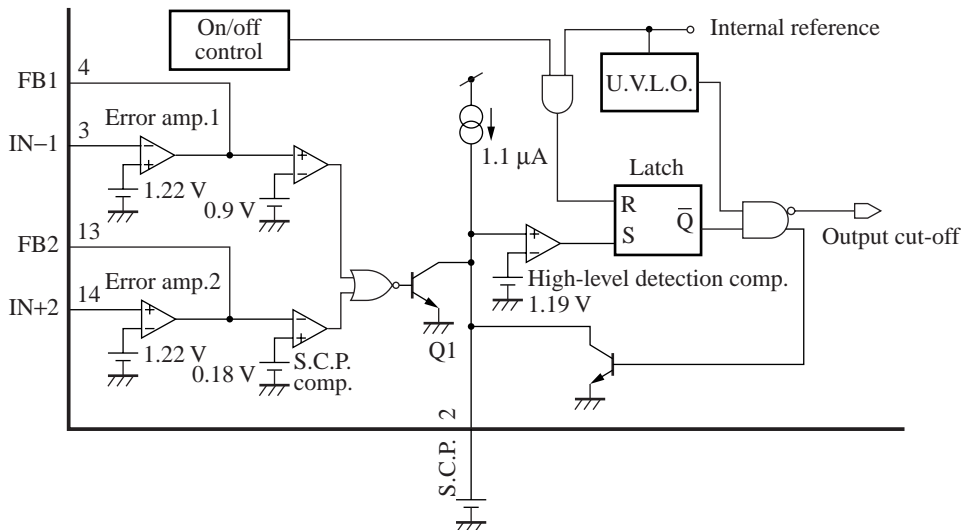 On/off
control
Internal reference
U.V.L.O.
FB1
4
IN–1
3
Error amp.1
1.22 V
0.9 V
1.1 µA
Latch
R
S
Q̅
Output cut-off
FB2
13
IN+2
14
Error amp.2
1.22 V
0.18 V
S.C.P.
comp.
Q1
High-level detection comp.
1.19 V
2
S.C.P.